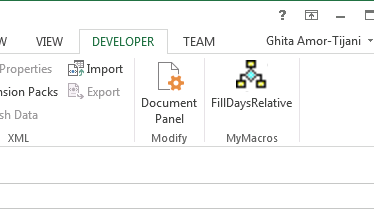 W VIEW DEVELOPER TEAM Ghita Amor-Tijani
Properties Import
nsion Packs Export
sh Data
Document Panel
FillDaysRelative
XML Modify MyMacros